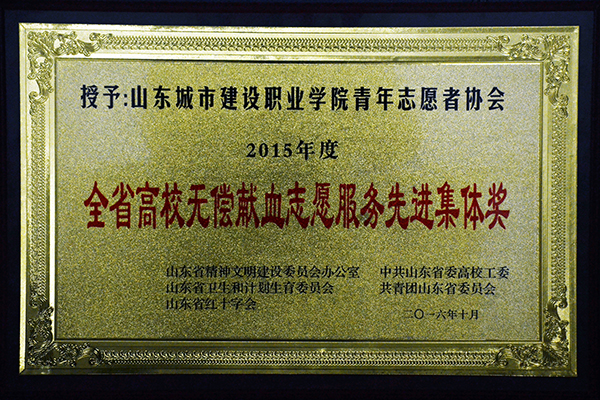 授予:山东城市建设职业学院青年志愿者协会
2015年度
全省高校无偿献血志愿服务先进集体奖
山东省精神文明建设委员会办公室 中共山东省委高校工委
山东省卫生和计划生育委员会 共青团山东省委员会
山东省红十字会 二〇一六年十月